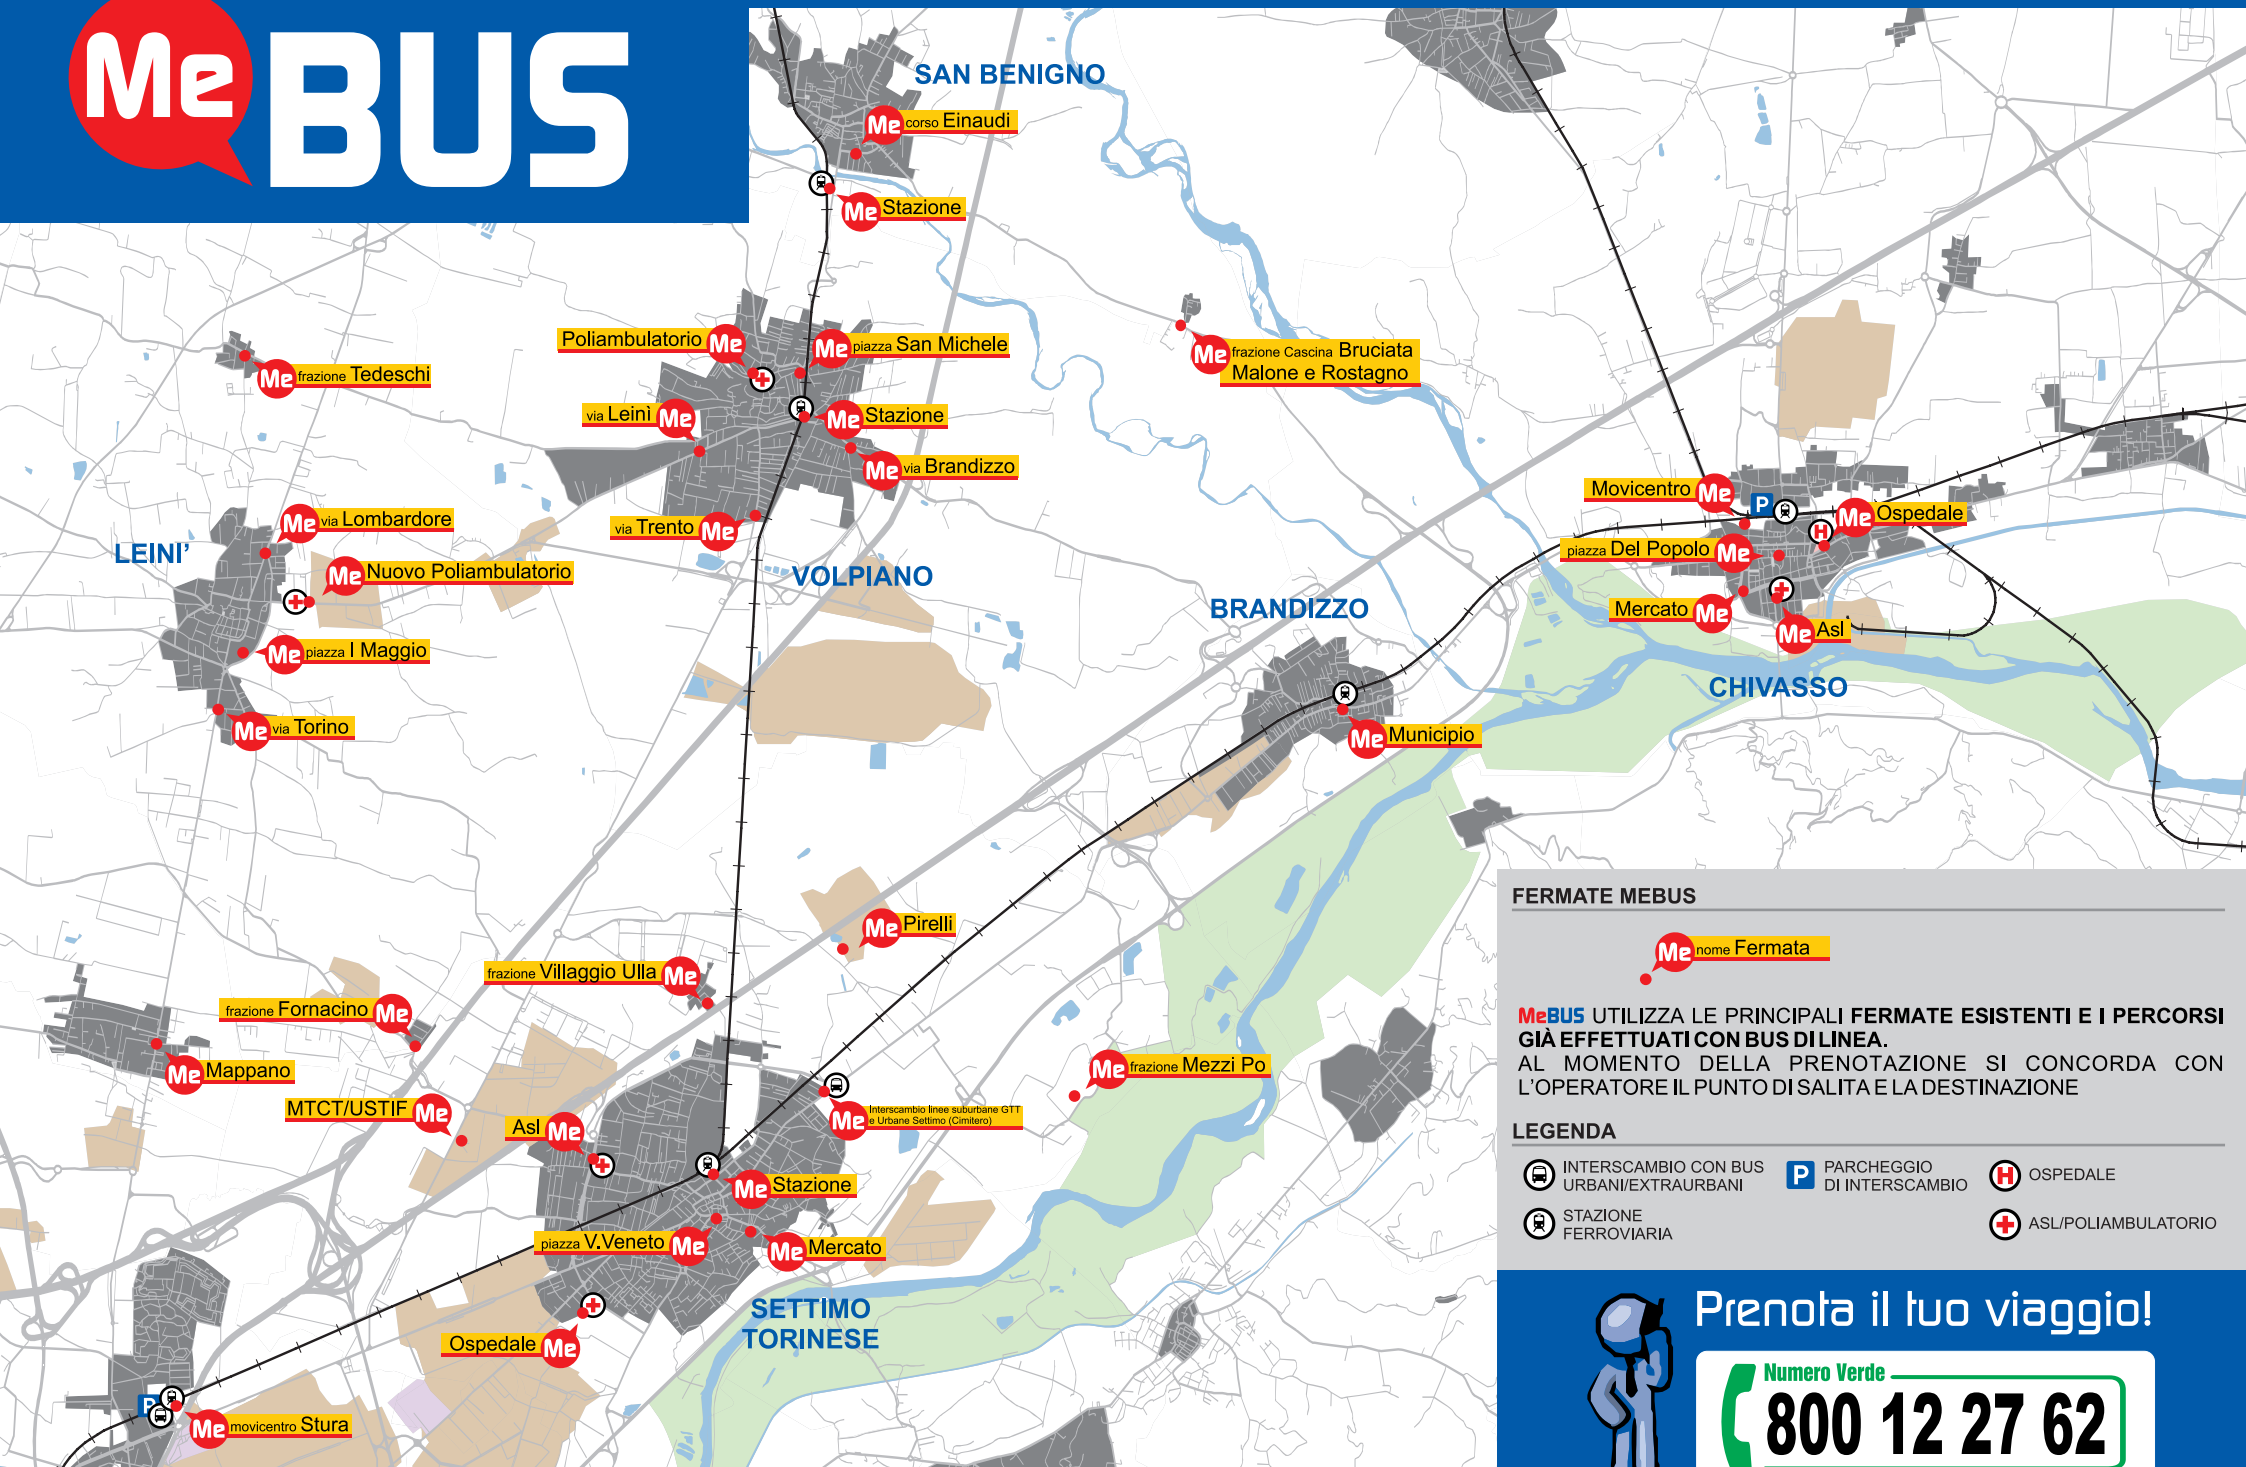 Me BUS
SAN BENIGNO
Me corso Einaudi
Me Stazione
Poliambulatorio Me
Me piazza San Michele
Me frazione Cascina Bruciata
Malone e Rostagno
Me frazione Tedeschi
via Leinì Me
Me Stazione
Me via Brandizzo
via Trento Me
VOLPIANO
Me via Lombardore
LEINI’
Me Nuovo Poliambulatorio
Me piazza I Maggio
Me via Torino
Movicentro Me
P
H
Me Ospedale
piazza Del Popolo Me
Mercato Me
Me Asl
CHIVASSO
BRANDIZZO
Me Municipio
Me Pirelli
frazione Villaggio Ulla Me
frazione Fornacino Me
Me Mappano
MTCT/USTIF Me
Me frazione Mezzi Po
Asl Me
Me Interscambio linee suburbane GTT
e Urbane Settimo (Cimitero)
Me Stazione
piazza V.Veneto Me
Me Mercato
SETTIMO
TORINESE
Ospedale Me
P
Me movicentro Stura
FERMATE MEBUS
Me nome Fermata
MeBUS UTILIZZA LE PRINCIPALI FERMATE ESISTENTI E I PERCORSI
GIÀ EFFETTUATI CON BUS DI LINEA.
AL MOMENTO DELLA PRENOTAZIONE SI CONCORDA CON
L’OPERATORE IL PUNTO DI SALITA E LA DESTINAZIONE
LEGENDA
INTERSCAMBIO CON BUS
URBANI/EXTRAURBANI
P PARCHEGGIO
DI INTERSCAMBIO
H OSPEDALE
STAZIONE
FERROVIARIA
ASL/POLIAMBULATORIO
Prenota il tuo viaggio!
Numero Verde
800 12 27 62